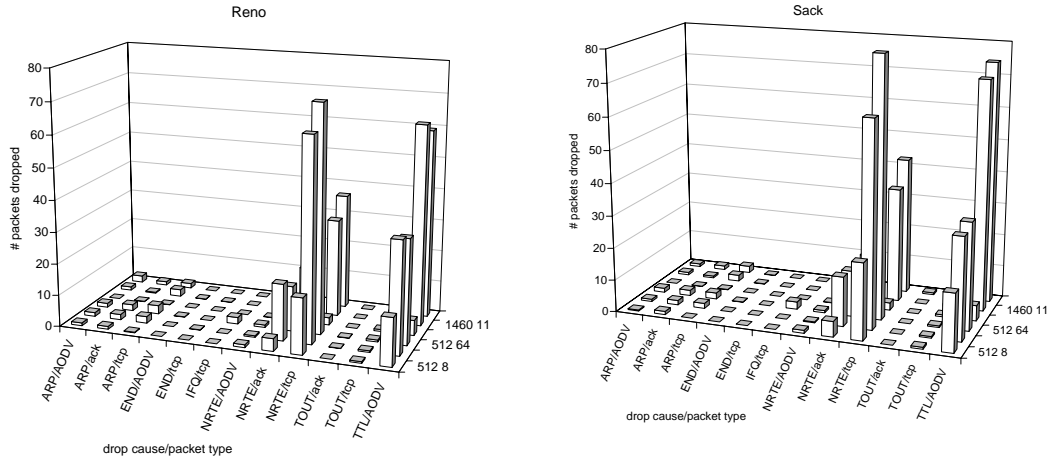 Reno
# packets dropped
80
70
60
50
40
30
20
10
0
ARP/AODV
ARP/ack
ARP/tcp
END/AODV
END/tcp
IFQ/tcp
NRTE/AODV
NRTE/ack
NRTE/tcp
TOUT/ack
TOUT/tcp
TTL/AODV
512 8
512 64
1460 11
drop cause/packet type
Sack
# packets dropped
80
70
60
50
40
30
20
10
0
ARP/AODV
ARP/ack
ARP/tcp
END/AODV
END/tcp
IFQ/tcp
NRTE/AODV
NRTE/ack
NRTE/tcp
TOUT/ack
TOUT/tcp
TTL/AODV
512 8
512 64
1460 11
drop cause/packet type